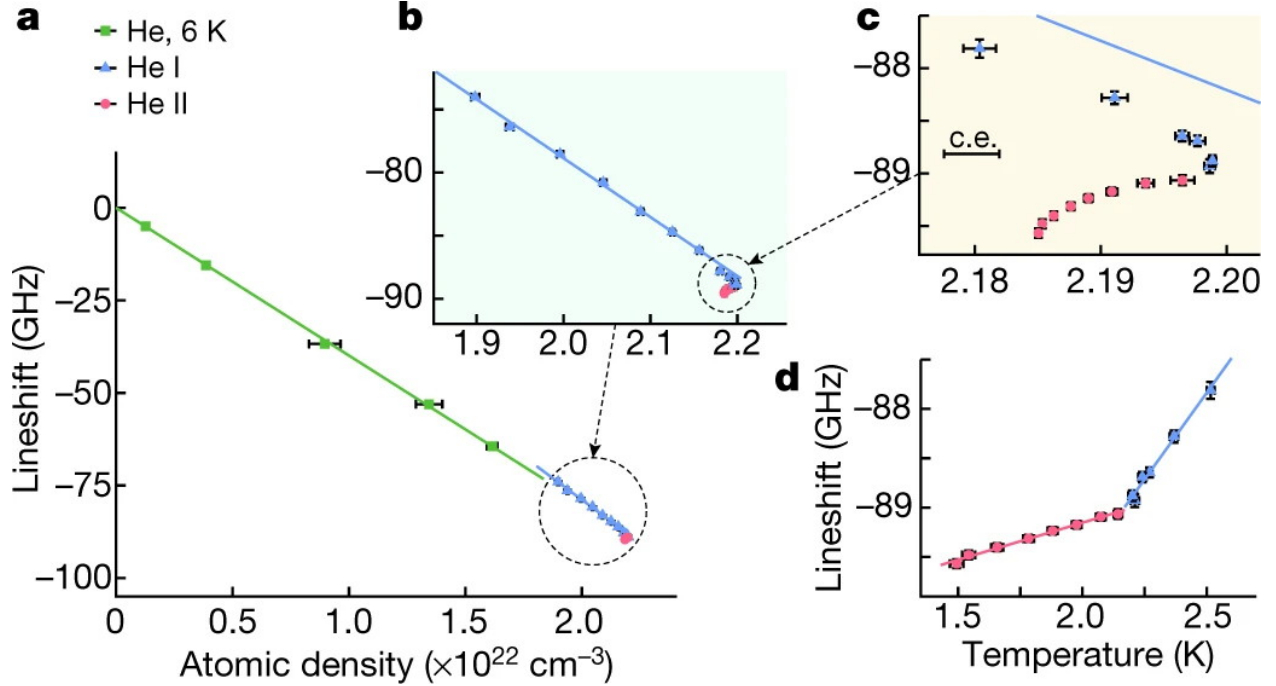 a
He, 6 K
He I
He II
0
−25
−50
−75
−100
Lineshift (GHz)
0 0.5 1.0 1.5 2.0
Atomic density (×10²² cm⁻³)
b
−80
−90
1.9 2.0 2.1 2.2
c
−88
−89
c.e.
2.18 2.19 2.20
d
−88
−89
Lineshift (GHz)
1.5 2.0 2.5
Temperature (K)